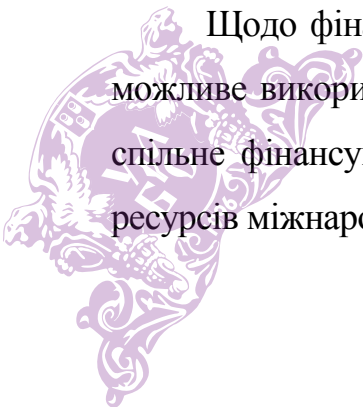 Щодо фін
можливе викори
спільне фінансу
ресурсів міжнаро